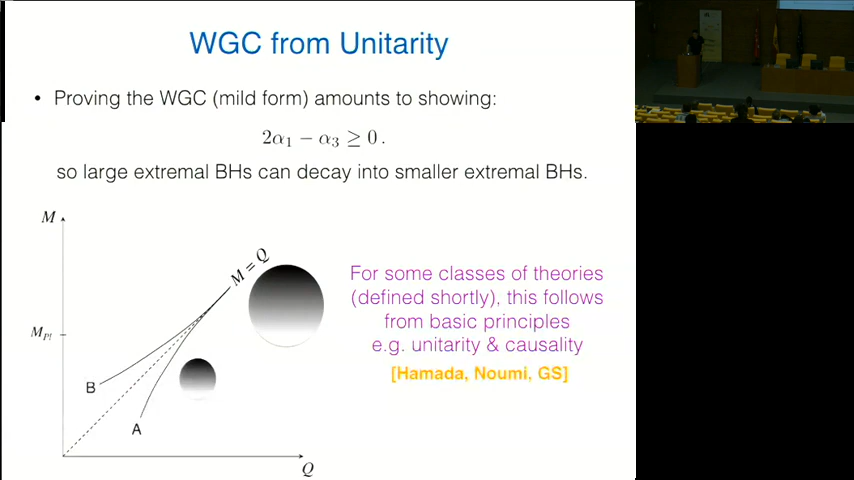 WGC from Unitarity
• Proving the WGC (mild form) amounts to showing:
2α₁ − α₃ ≥ 0 .
so large extremal BHs can decay into smaller extremal BHs.
M
M = Q
M_{Pl}
B
A
Q
For some classes of theories
(defined shortly), this follows
from basic principles
e.g. unitarity & causality
[Hamada, Noumi, GS]